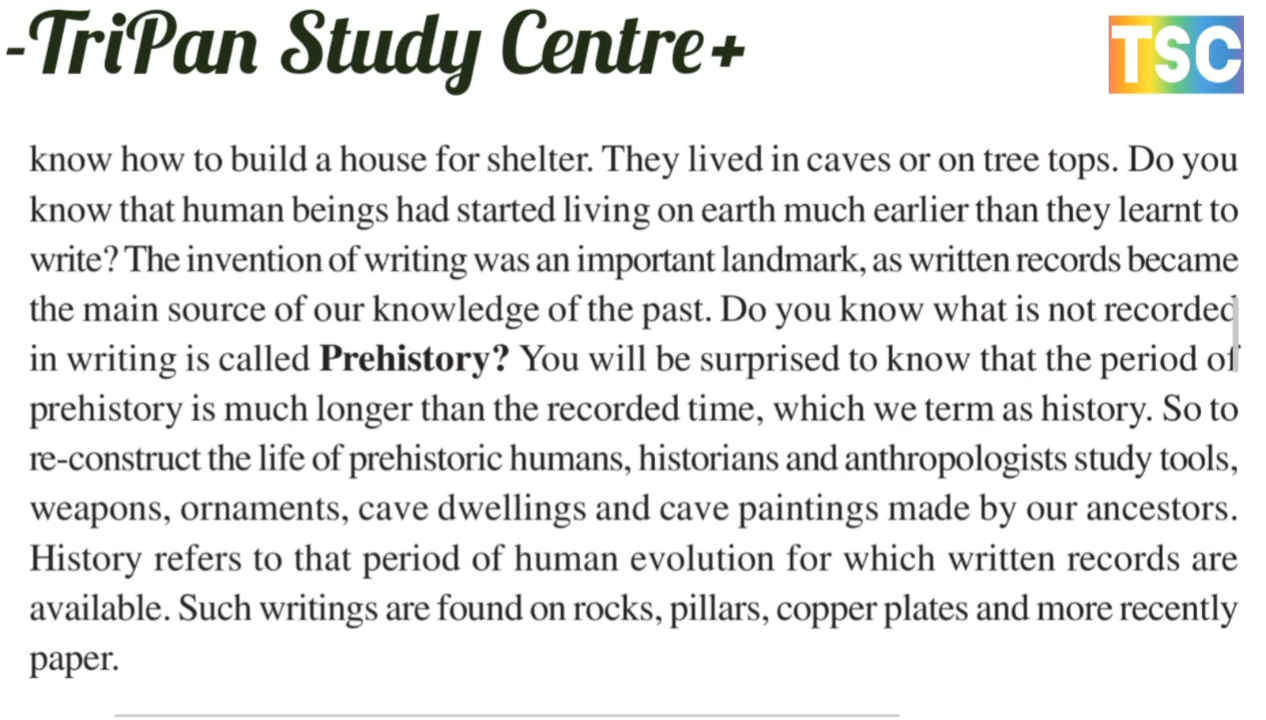 -TriPan Study Centre+
TSC
know how to build a house for shelter. They lived in caves or on tree tops. Do you
know that human beings had started living on earth much earlier than they learnt to
write? The invention of writing was an important landmark, as written records became
the main source of our knowledge of the past. Do you know what is not recorded
in writing is called Prehistory? You will be surprised to know that the period of
prehistory is much longer than the recorded time, which we term as history. So to
re-construct the life of prehistoric humans, historians and anthropologists study tools,
weapons, ornaments, cave dwellings and cave paintings made by our ancestors.
History refers to that period of human evolution for which written records are
available. Such writings are found on rocks, pillars, copper plates and more recently
paper.